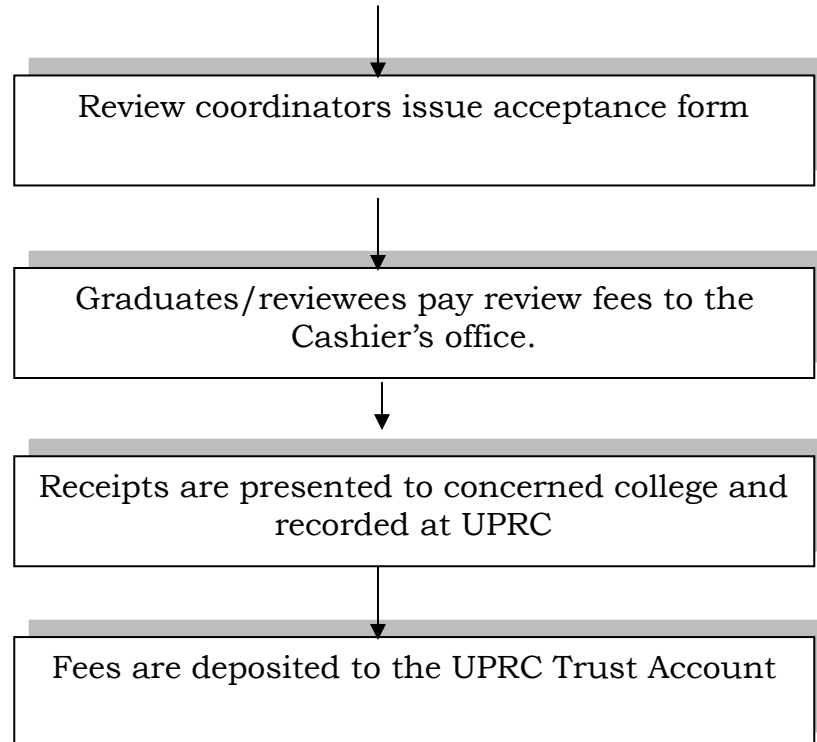 Review coordinators issue acceptance form
Graduates/reviewees pay review fees to the
Cashier’s office.
Receipts are presented to concerned college and
recorded at UPRC
Fees are deposited to the UPRC Trust Account